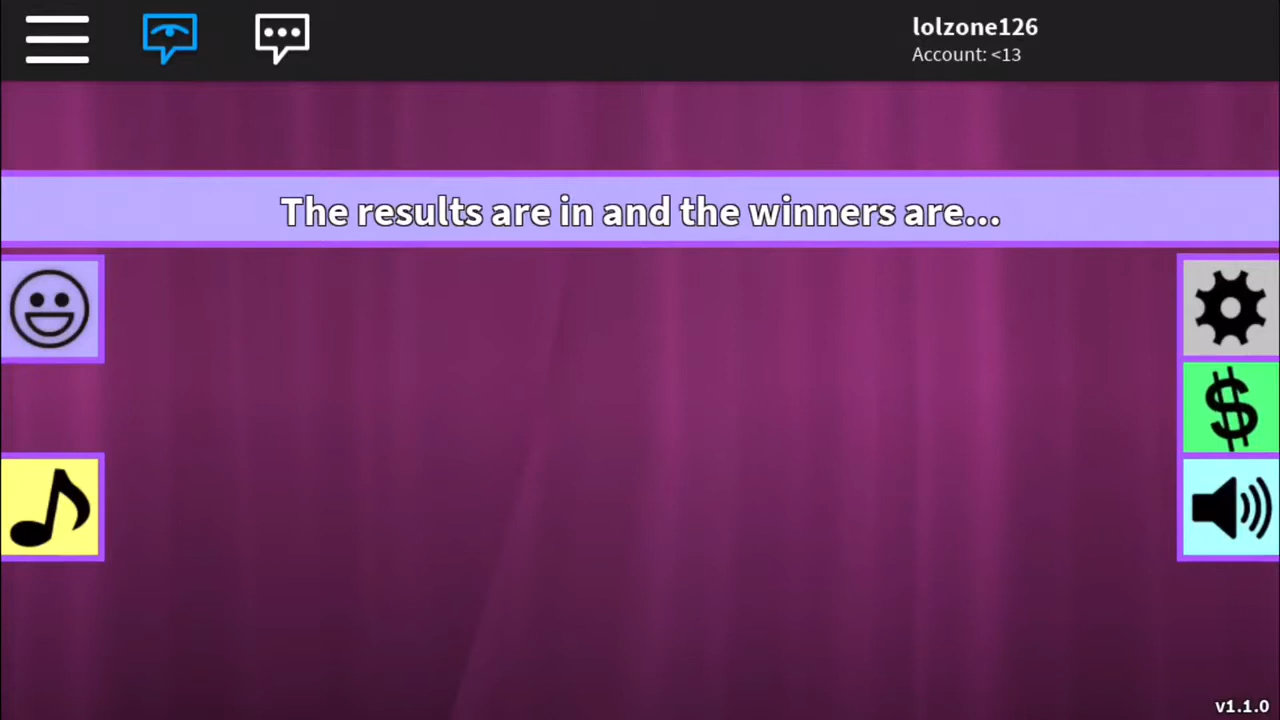 lolzone126
Account: <13
The results are in and the winners are...
v1.1.0